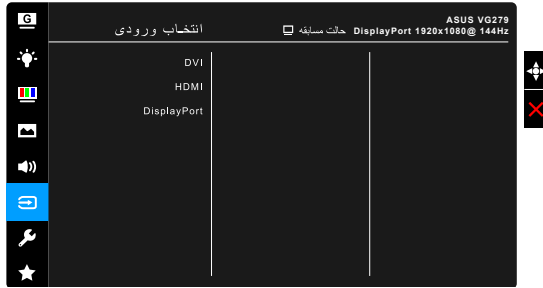 G
انتخاب ورودی
ASUS VG279
حالت مسابقه DisplayPort 1920x1080@ 144Hz
DVI
HDMI
DisplayPort